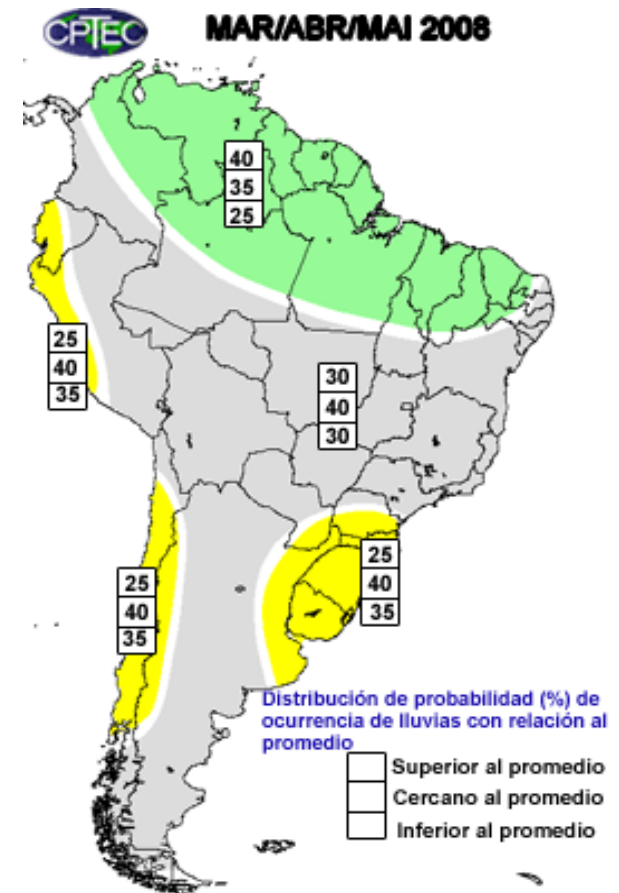 CPTEC
MAR/ABR/MAI 2008
40
35
25
25
40
35
30
40
30
25
40
35
25
40
35
Distribución de probabilidad (%) de
ocurrencia de lluvias con relación al
promedio
Superior al promedio
Cercano al promedio
Inferior al promedio